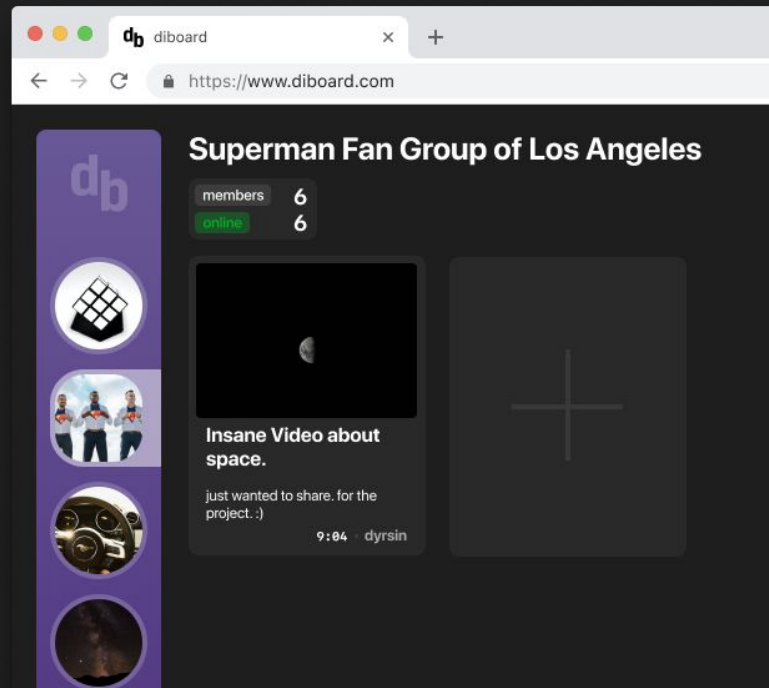 db diboard
https://www.diboard.com
db
Superman Fan Group of Los Angeles
members 6
online 6
Insane Video about
space.
just wanted to share. for the
project. :)
9:04 · dyrsin